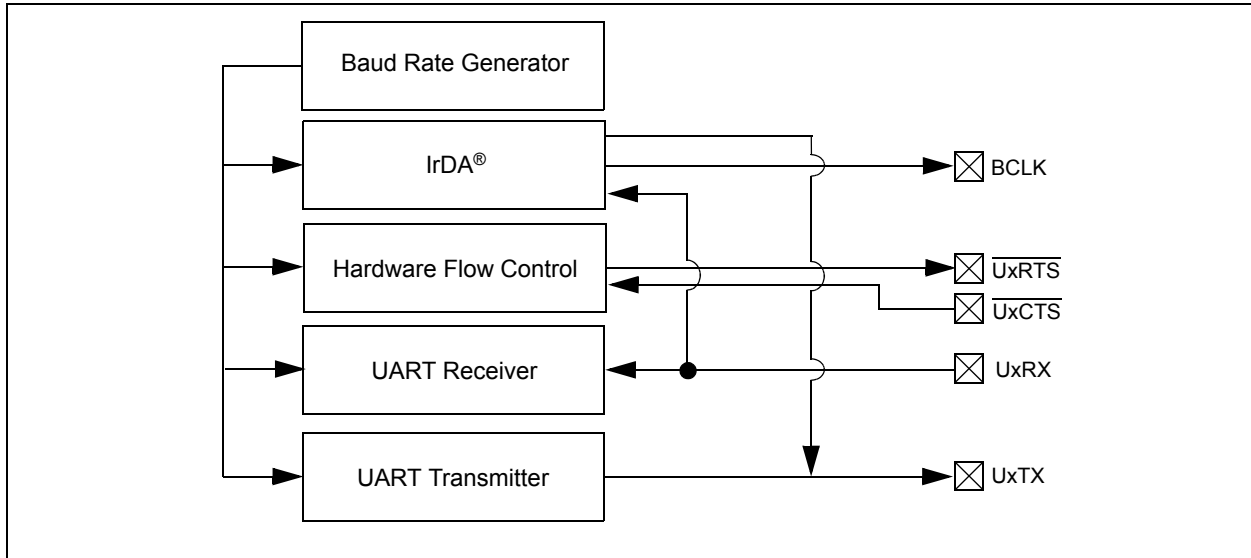 Baud Rate Generator
IrDA®
BCLK
Hardware Flow Control
UxRTS
UxCTS
UART Receiver
UxRX
UART Transmitter
UxTX